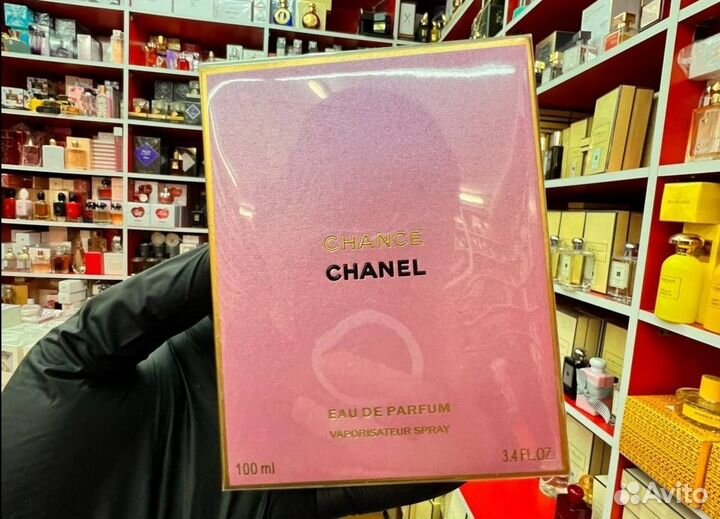 CHANCE
CHANEL
EAU DE PARFUM
VAPORISATEUR SPRAY
100 ml
3.4 FL.OZ
Avito